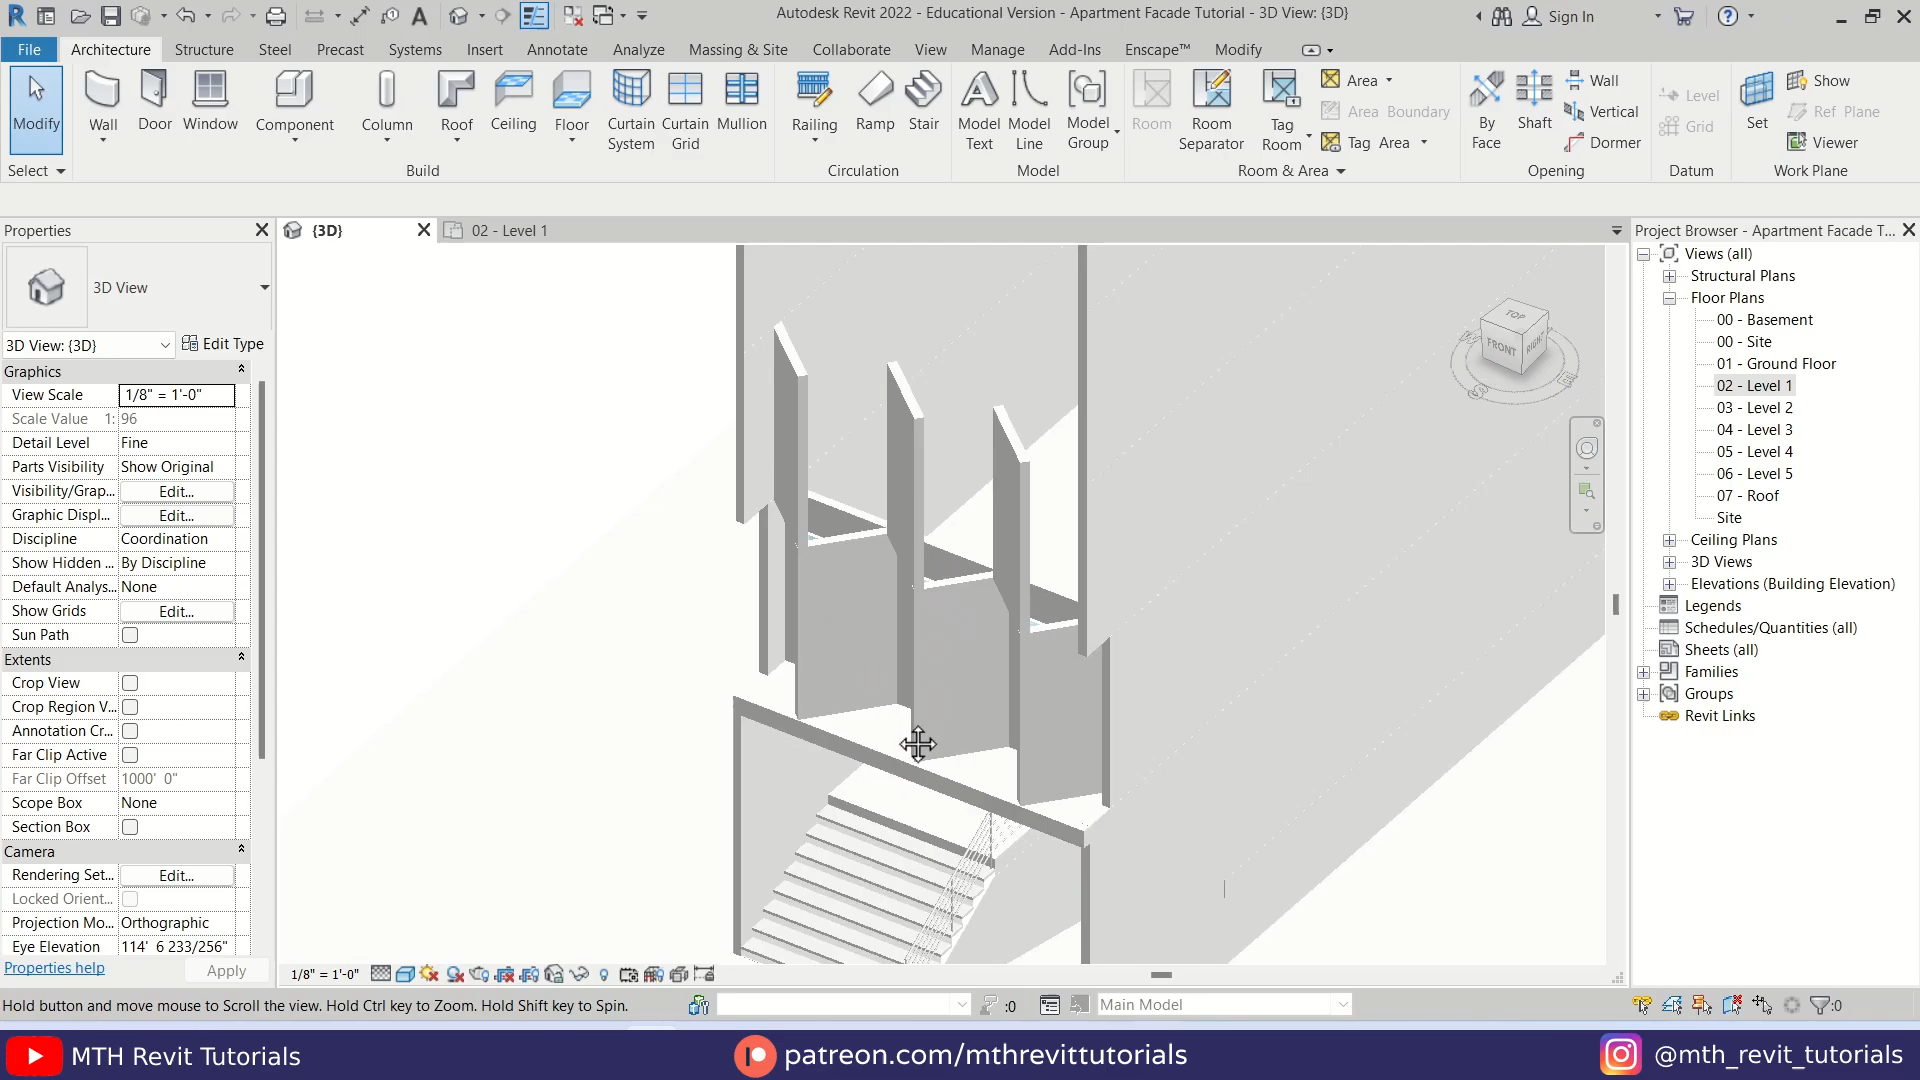 Autodesk Revit 2022 - Educational Version - Apartment Facade Tutorial - 3D View: {3D}
Sign In
File Architecture Structure Steel Precast Systems Insert Annotate Analyze Massing & Site Collaborate View Manage Add-Ins Enscape™ Modify
Modify Wall Door Window Component Column Roof Ceiling Floor Curtain System Curtain Grid Mullion Railing Ramp Stair Model Text Model Line Model Group Room Room Separator Tag Room
Area
Area Boundary
Tag Area
By Face Shaft
Wall
Vertical
Dormer
Level
Grid
Set
Show
Ref Plane
Viewer
Select Build Circulation Model Room & Area Opening Datum Work Plane
Properties
3D View
3D View: {3D} Edit Type
Graphics
View Scale 1/8" = 1'-0"
Scale Value 1: 96
Detail Level Fine
Parts Visibility Show Original
Visibility/Grap... Edit...
Graphic Displ... Edit...
Discipline Coordination
Show Hidden ... By Discipline
Default Analys... None
Show Grids Edit...
Sun Path
Extents
Crop View
Crop Region V...
Annotation Cr...
Far Clip Active
Far Clip Offset 1000' 0"
Scope Box None
Section Box
Camera
Rendering Set... Edit...
Locked Orient...
Projection Mo... Orthographic
Eye Elevation 114' 6 233/256"
Properties help Apply
{3D} 02 - Level 1
TOP
FRONT RIGHT
1/8" = 1'-0"
Project Browser - Apartment Facade T...
Views (all)
Structural Plans
Floor Plans
00 - Basement
00 - Site
01 - Ground Floor
02 - Level 1
03 - Level 2
04 - Level 3
05 - Level 4
06 - Level 5
07 - Roof
Site
Ceiling Plans
3D Views
Elevations (Building Elevation)
Legends
Schedules/Quantities (all)
Sheets (all)
Families
Groups
Revit Links
Hold button and move mouse to Scroll the view. Hold Ctrl key to Zoom. Hold Shift key to Spin.
:0
Main Model
:0
MTH Revit Tutorials
patreon.com/mthrevittutorials
@mth_revit_tutorials